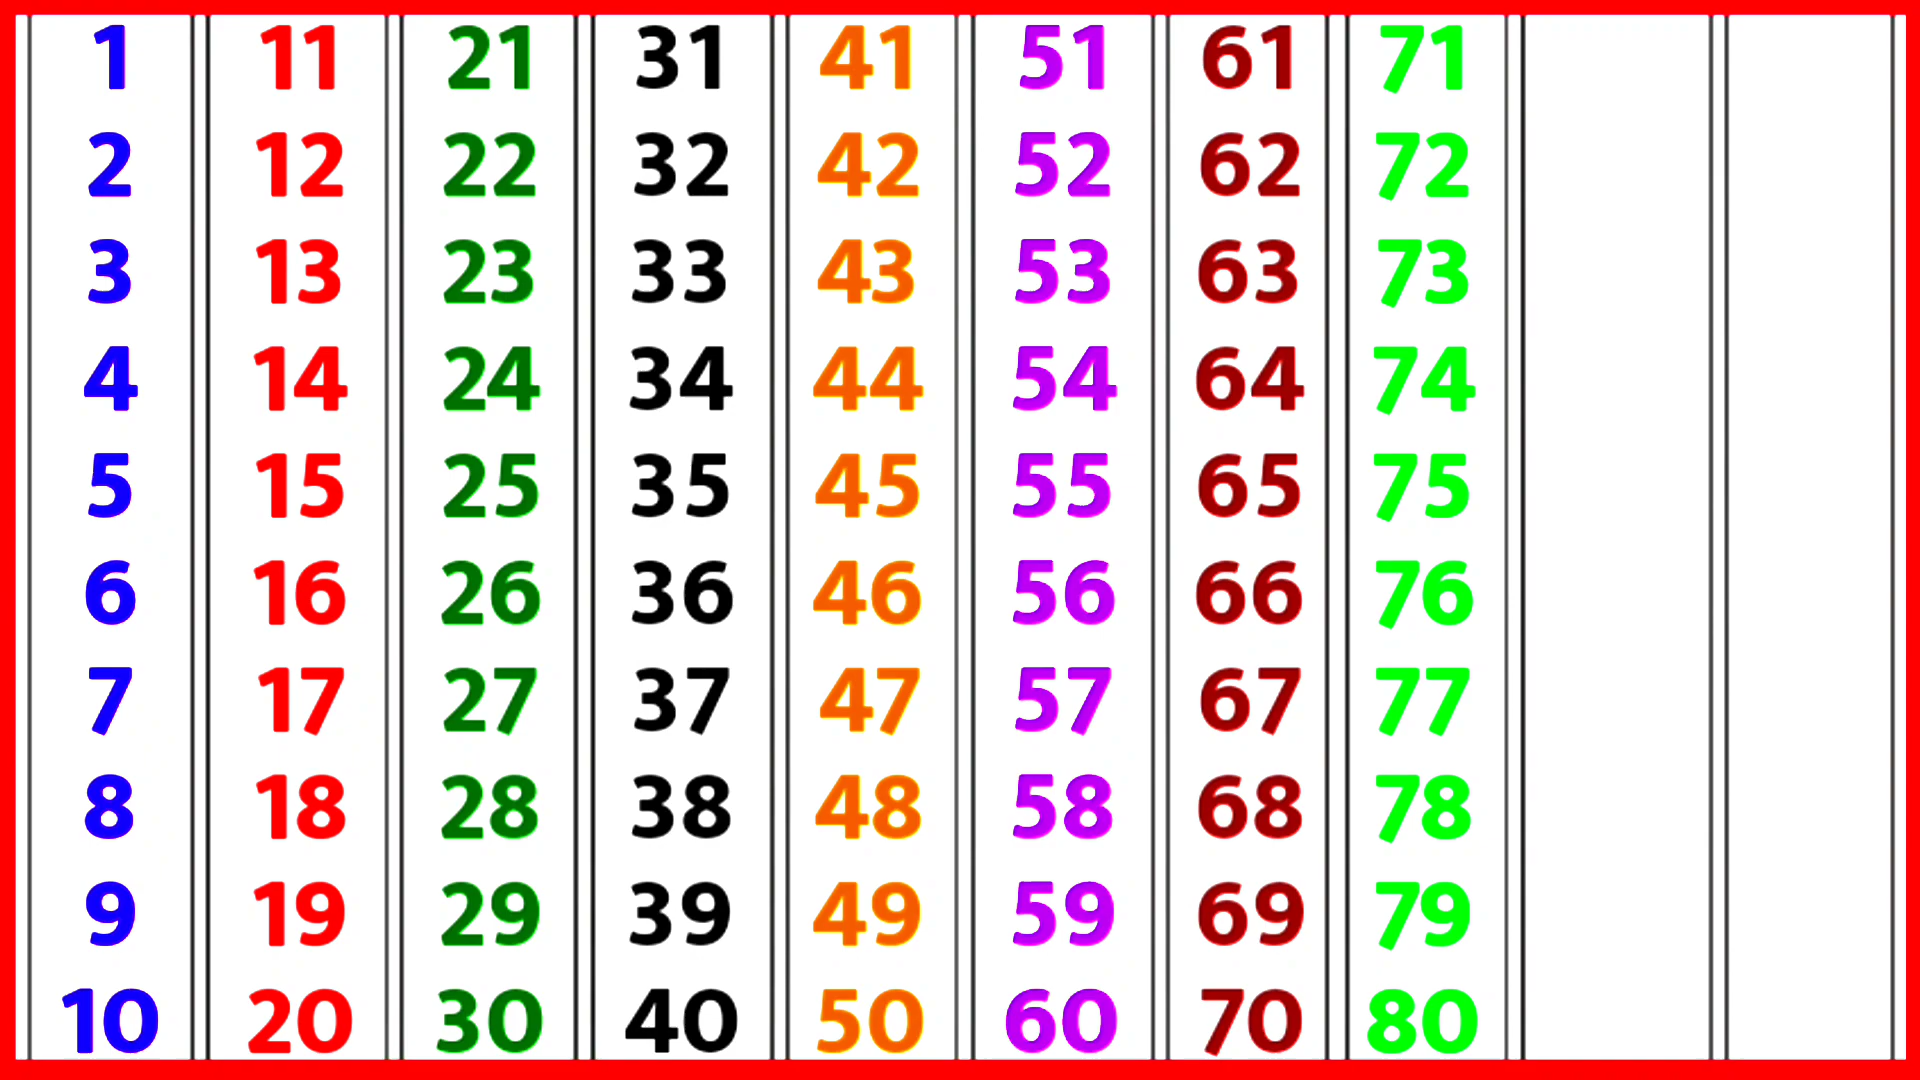 1 11 21 31 41 51 61 71
2 12 22 32 42 52 62 72
3 13 23 33 43 53 63 73
4 14 24 34 44 54 64 74
5 15 25 35 45 55 65 75
6 16 26 36 46 56 66 76
7 17 27 37 47 57 67 77
8 18 28 38 48 58 68 78
9 19 29 39 49 59 69 79
10 20 30 40 50 60 70 80